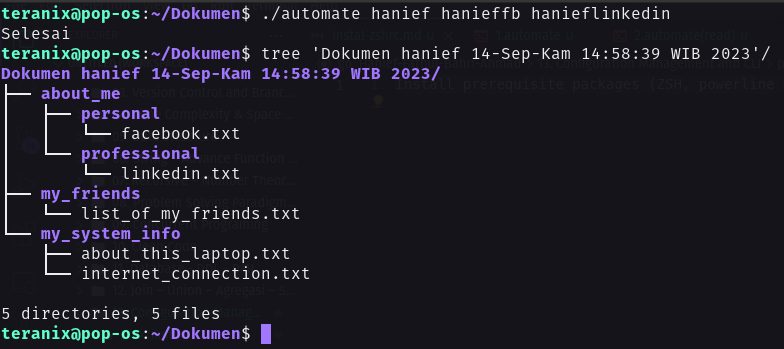 teranix@pop-os:~/Dokumen$ ./automate hanief hanieffb hanieflinkedin
Selesai
teranix@pop-os:~/Dokumen$ tree 'Dokumen hanief 14-Sep-Kam 14:58:39 WIB 2023'/
Dokumen hanief 14-Sep-Kam 14:58:39 WIB 2023/
├── about_me
│   ├── personal
│   │   └── facebook.txt
│   └── professional
│       └── linkedin.txt
├── my_friends
│   └── list_of_my_friends.txt
└── my_system_info
    ├── about_this_laptop.txt
    └── internet_connection.txt
5 directories, 5 files
teranix@pop-os:~/Dokumen$